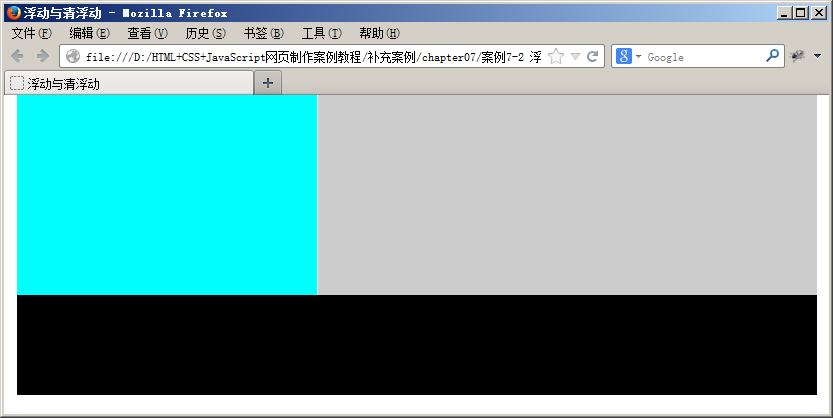 浮动与清浮动 - Mozilla Firefox
文件(F) 编辑(E) 查看(V) 历史(S) 书签(B) 工具(T) 帮助(H)
file:///D:/HTML+CSS+JavaScript网页制作案例教程/补充案例/chapter07/案例7-2 浮
8 Google
浮动与清浮动